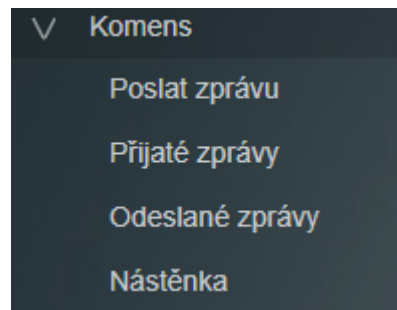 Komens
Poslat zprávu
Přijaté zprávy
Odeslané zprávy
Nástěnka